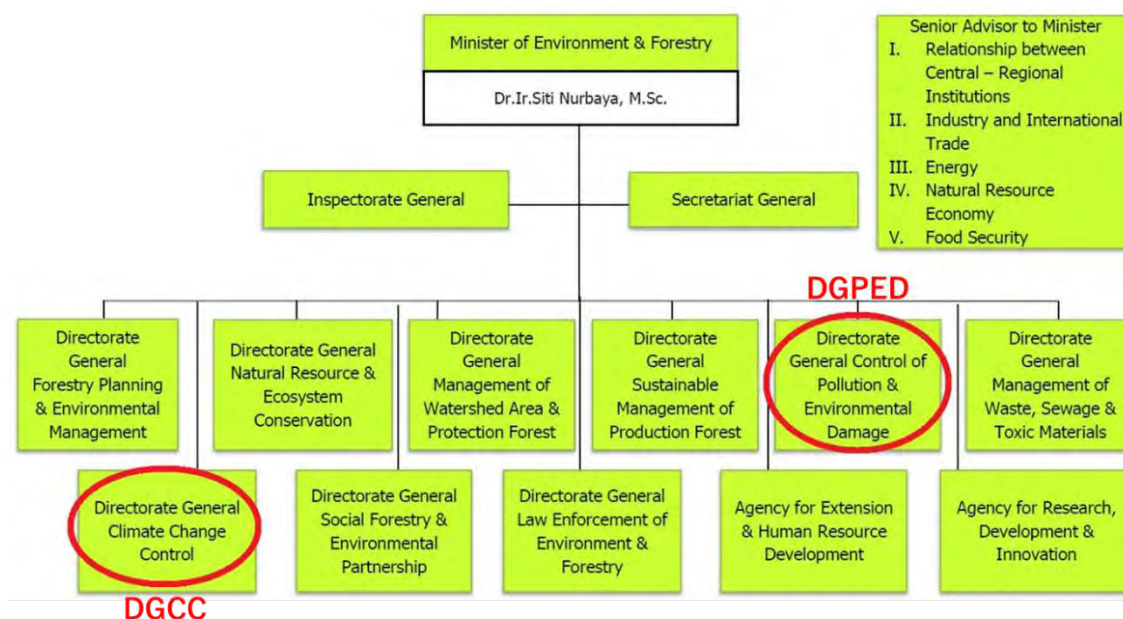 Minister of Environment & Forestry
Dr.Ir.Siti Nurbaya, M.Sc.
Senior Advisor to Minister
I. Relationship between
Central – Regional
Institutions
II. Industry and International
Trade
III. Energy
IV. Natural Resource
Economy
V. Food Security
Inspectorate General
Secretariat General
DGPED
Directorate
General
Forestry Planning
& Environmental
Management
Directorate General
Natural Resource &
Ecosystem
Conservation
Directorate
General
Management of
Watershed Area &
Protection Forest
Directorate
General
Sustainable
Management of
Production Forest
Directorate
General Control of
Pollution &
Environmental
Damage
Directorate
General
Management of
Waste, Sewage &
Toxic Materials
Directorate General
Climate Change
Control
Directorate General
Social Forestry &
Environmental
Partnership
Directorate General
Law Enforcement of
Environment &
Forestry
Agency for Extension
& Human Resource
Development
Agency for Research,
Development &
Innovation
DGCC